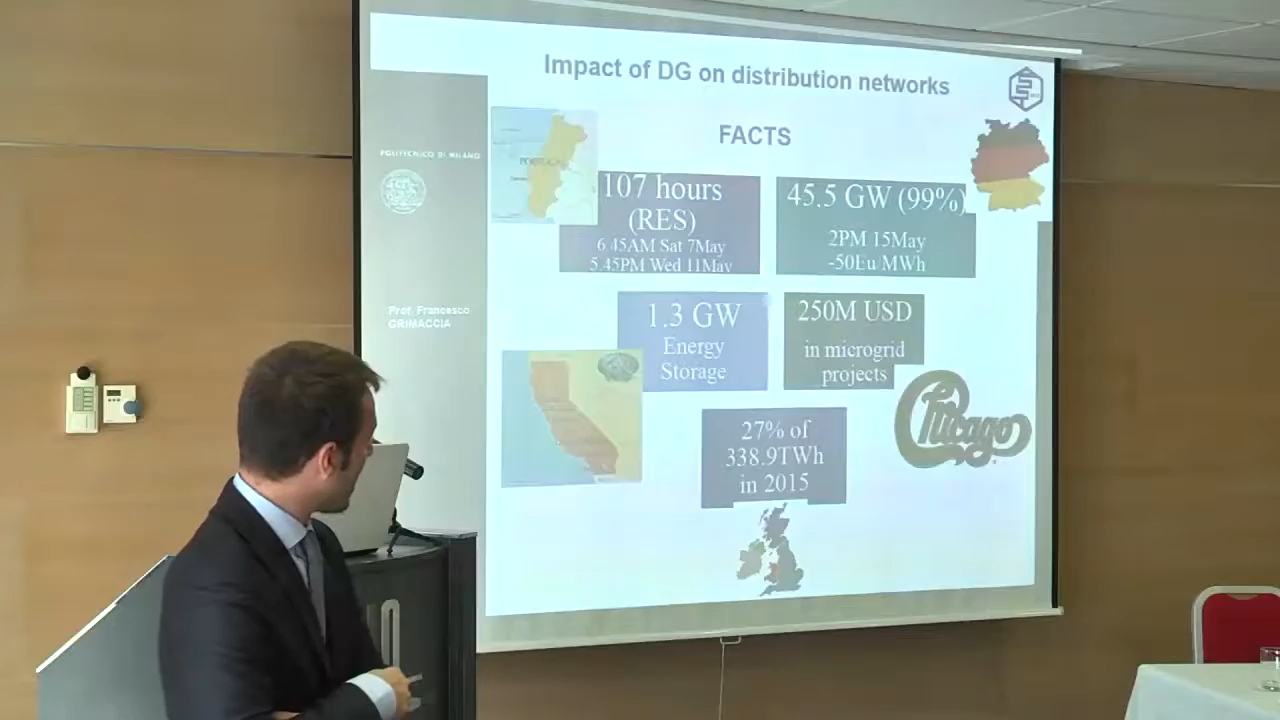 Impact of DG on distribution networks
FACTS
POLITECNICO DI MILANO
Prof. Francesco
GRIMACCIA
107 hours
(RES)
6.45AM Sat 7May
5.45PM Wed 11May
45.5 GW (99%)
2PM 15May
-50Eu MWh
1.3 GW
Energy
Storage
250M USD
in microgrid
projects
Chicago
27% of
338.9TWh
in 2015